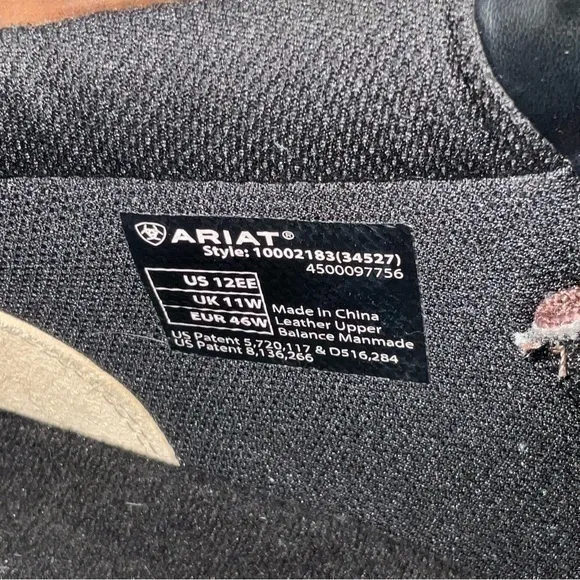 ARIAT®
Style: 10002183(34527)
4500097756
US 12EE
UK 11W
EUR 46W
Made in China
Leather Upper
Balance Manmade
US Patent 5,720,117 & D516,284
US Patent 8,136,266